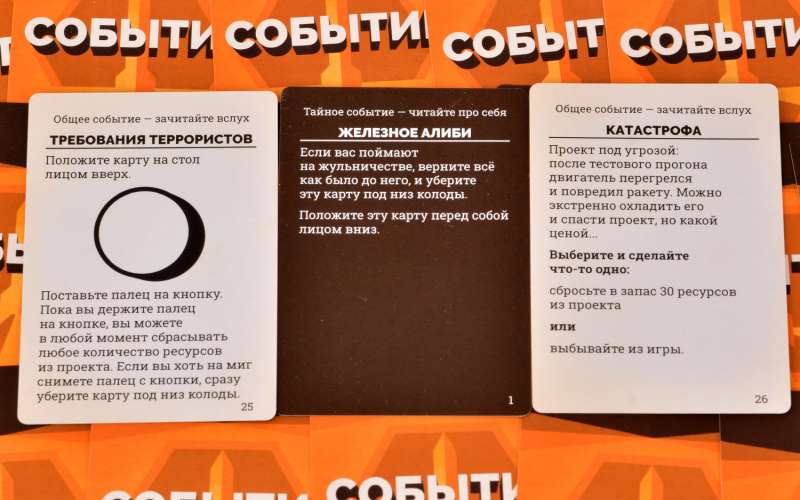 СОБЫТИ
СОБЫТИ
СОБЫТ
СОБЫТИ
Общее событие — зачитайте вслух
ТРЕБОВАНИЯ ТЕРРОРИСТОВ
Положите карту на стол
лицом вверх.
Поставьте палец на кнопку.
Пока вы держите палец
на кнопке, вы можете
в любой момент сбрасывать
любое количество ресурсов
из проекта. Если вы хоть на миг
снимете палец с кнопки, сразу
уберите карту под низ колоды.
25
Тайное событие — читайте про себя
ЖЕЛЕЗНОЕ АЛИБИ
Если вас поймают
на жульничестве, верните всё
как было до него, и уберите
эту карту под низ колоды.
Положите эту карту перед собой
лицом вниз.
1
Общее событие — зачитайте вслух
КАТАСТРОФА
Проект под угрозой:
после тестового прогона
двигатель перегрелся
и повредил ракету. Можно
экстренно охладить его
и спасти проект, но какой
ценой...
Выберите и сделайте
что-то одно:
сбросьте в запас 30 ресурсов
из проекта
или
выбывайте из игры.
26
СОБЫТИ
СОБЫТИ
СОБЫТИ